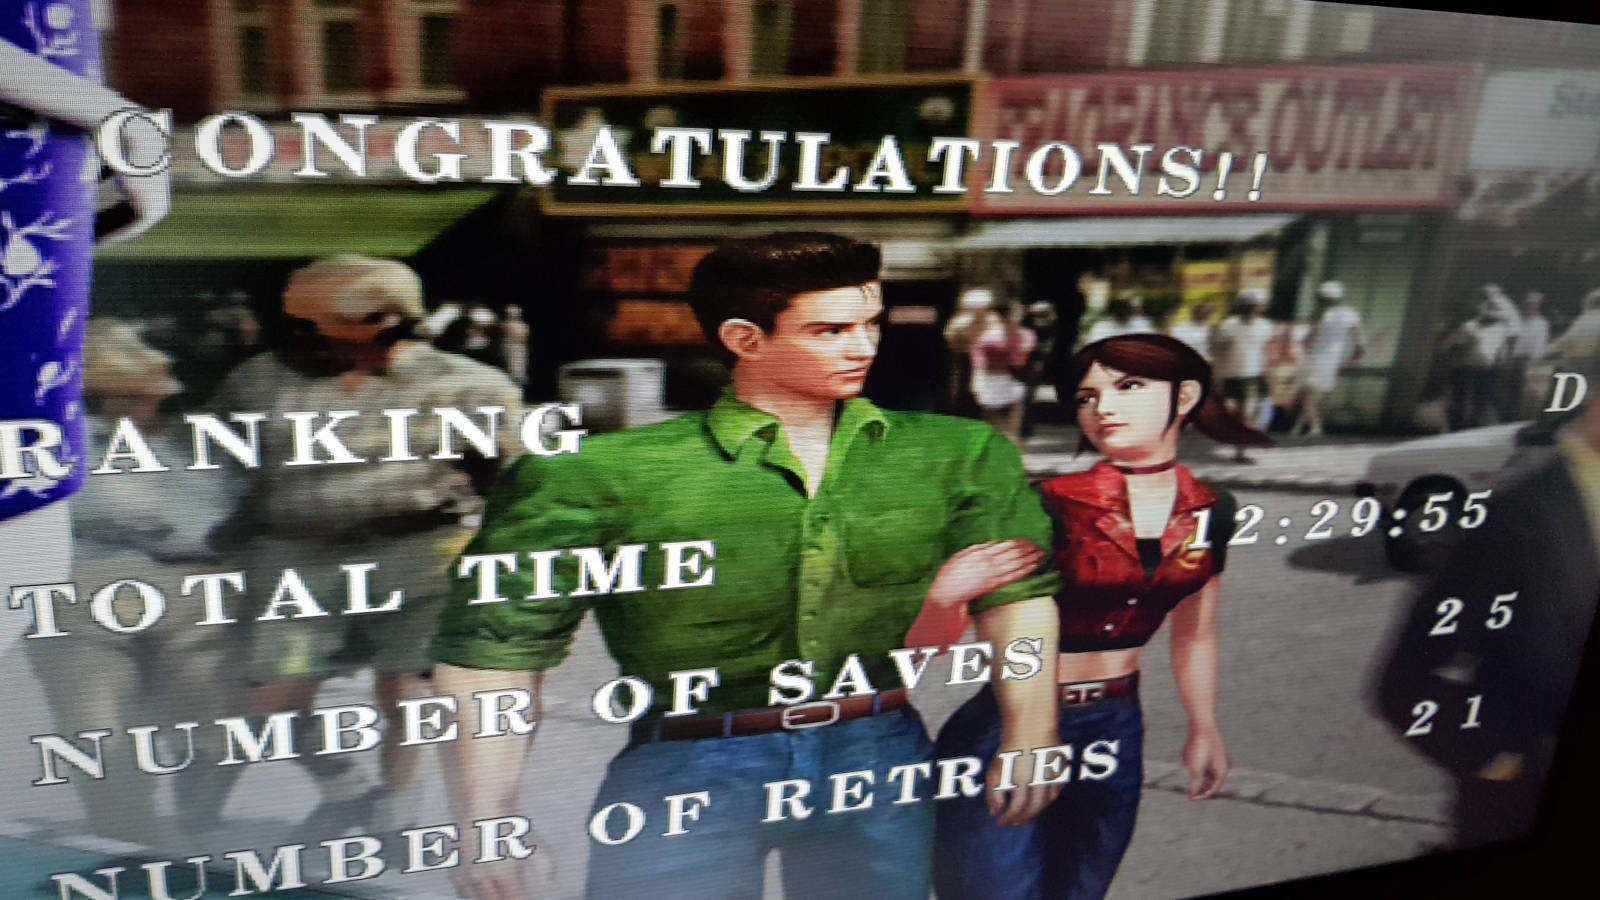 CONGRATULATIONS!!
RANKING D
TOTAL TIME 12:29:55
NUMBER OF SAVES 25
NUMBER OF RETRIES 21